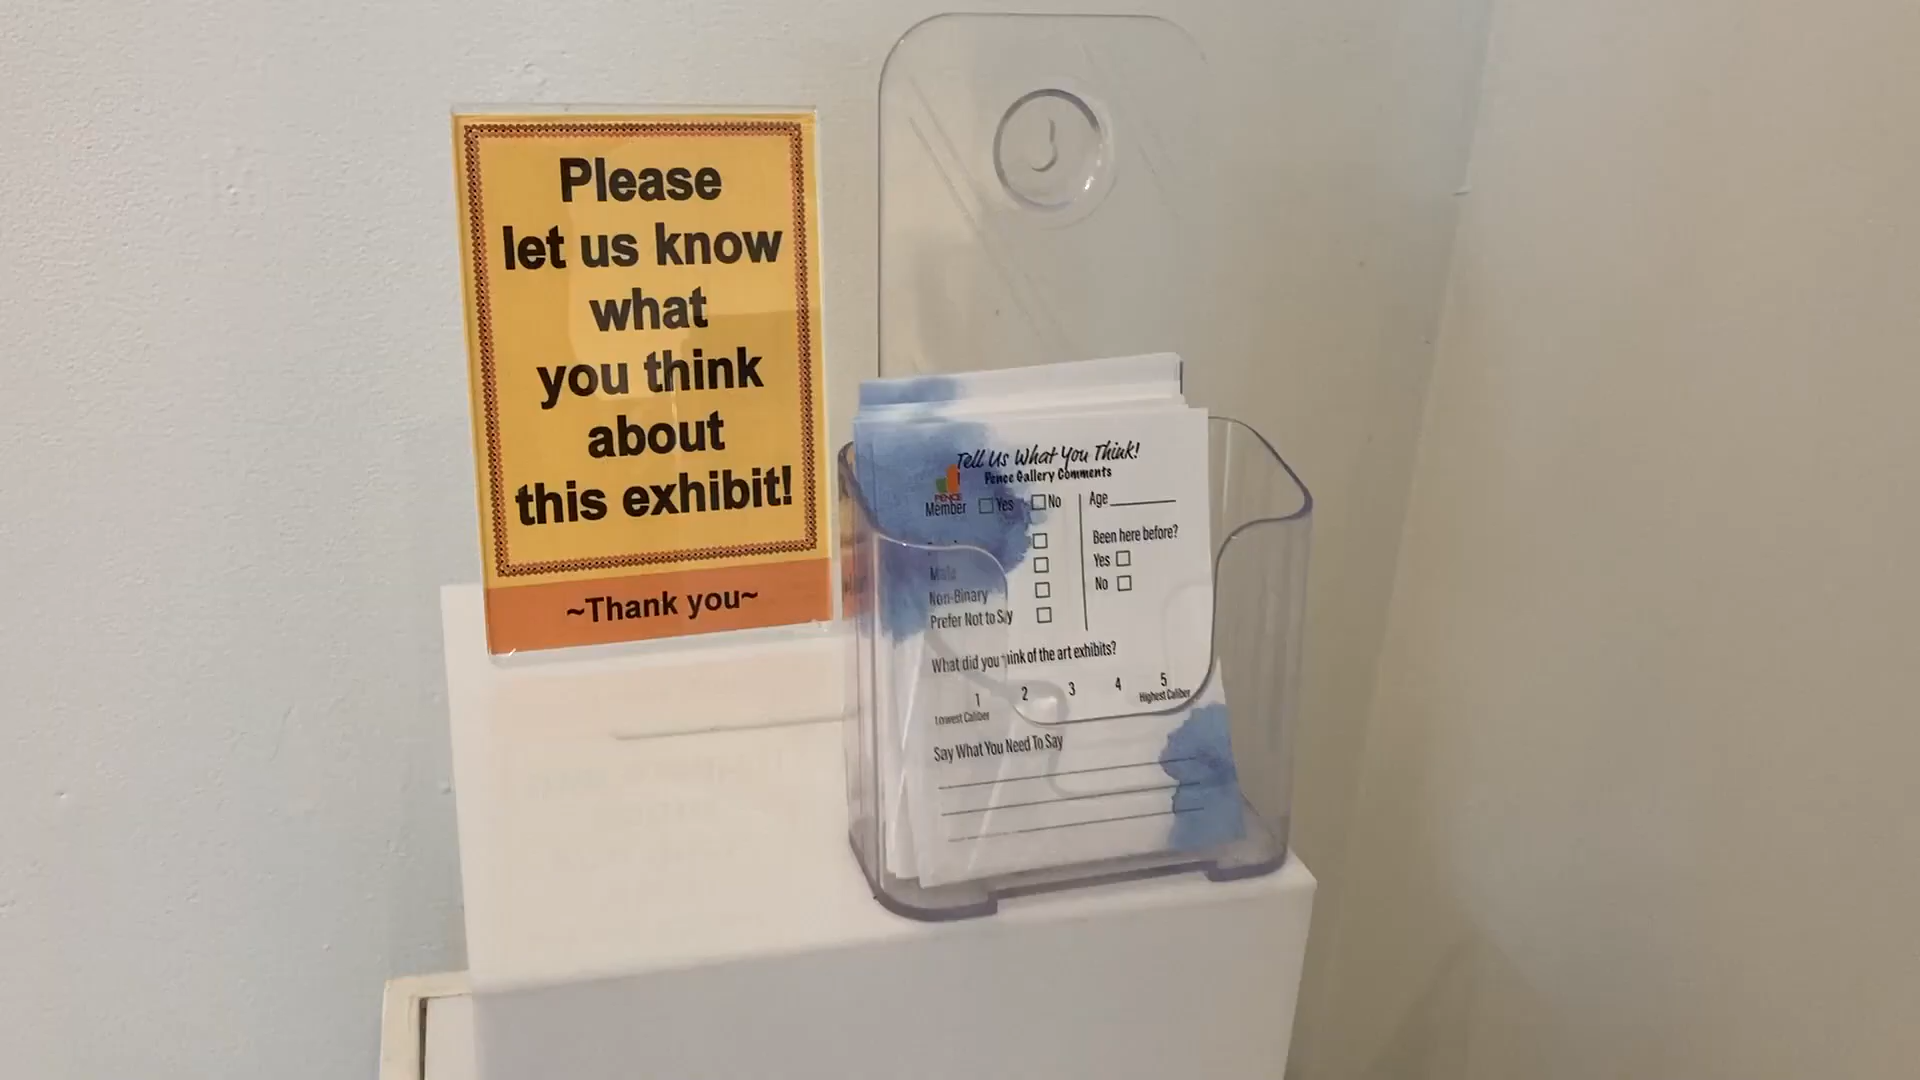 Please
let us know
what
you think
about
this exhibit!
~Thank you~
Tell Us What You Think!
Pence Gallery Comments
PENCE
Member Yes No
Age
Male
Non-Binary
Prefer Not to Say
Been here before?
Yes
No
What did you of the art exhibits?
1 2 3 4 5
Lowest Caliber Highest Caliber
Say What You Need To Say